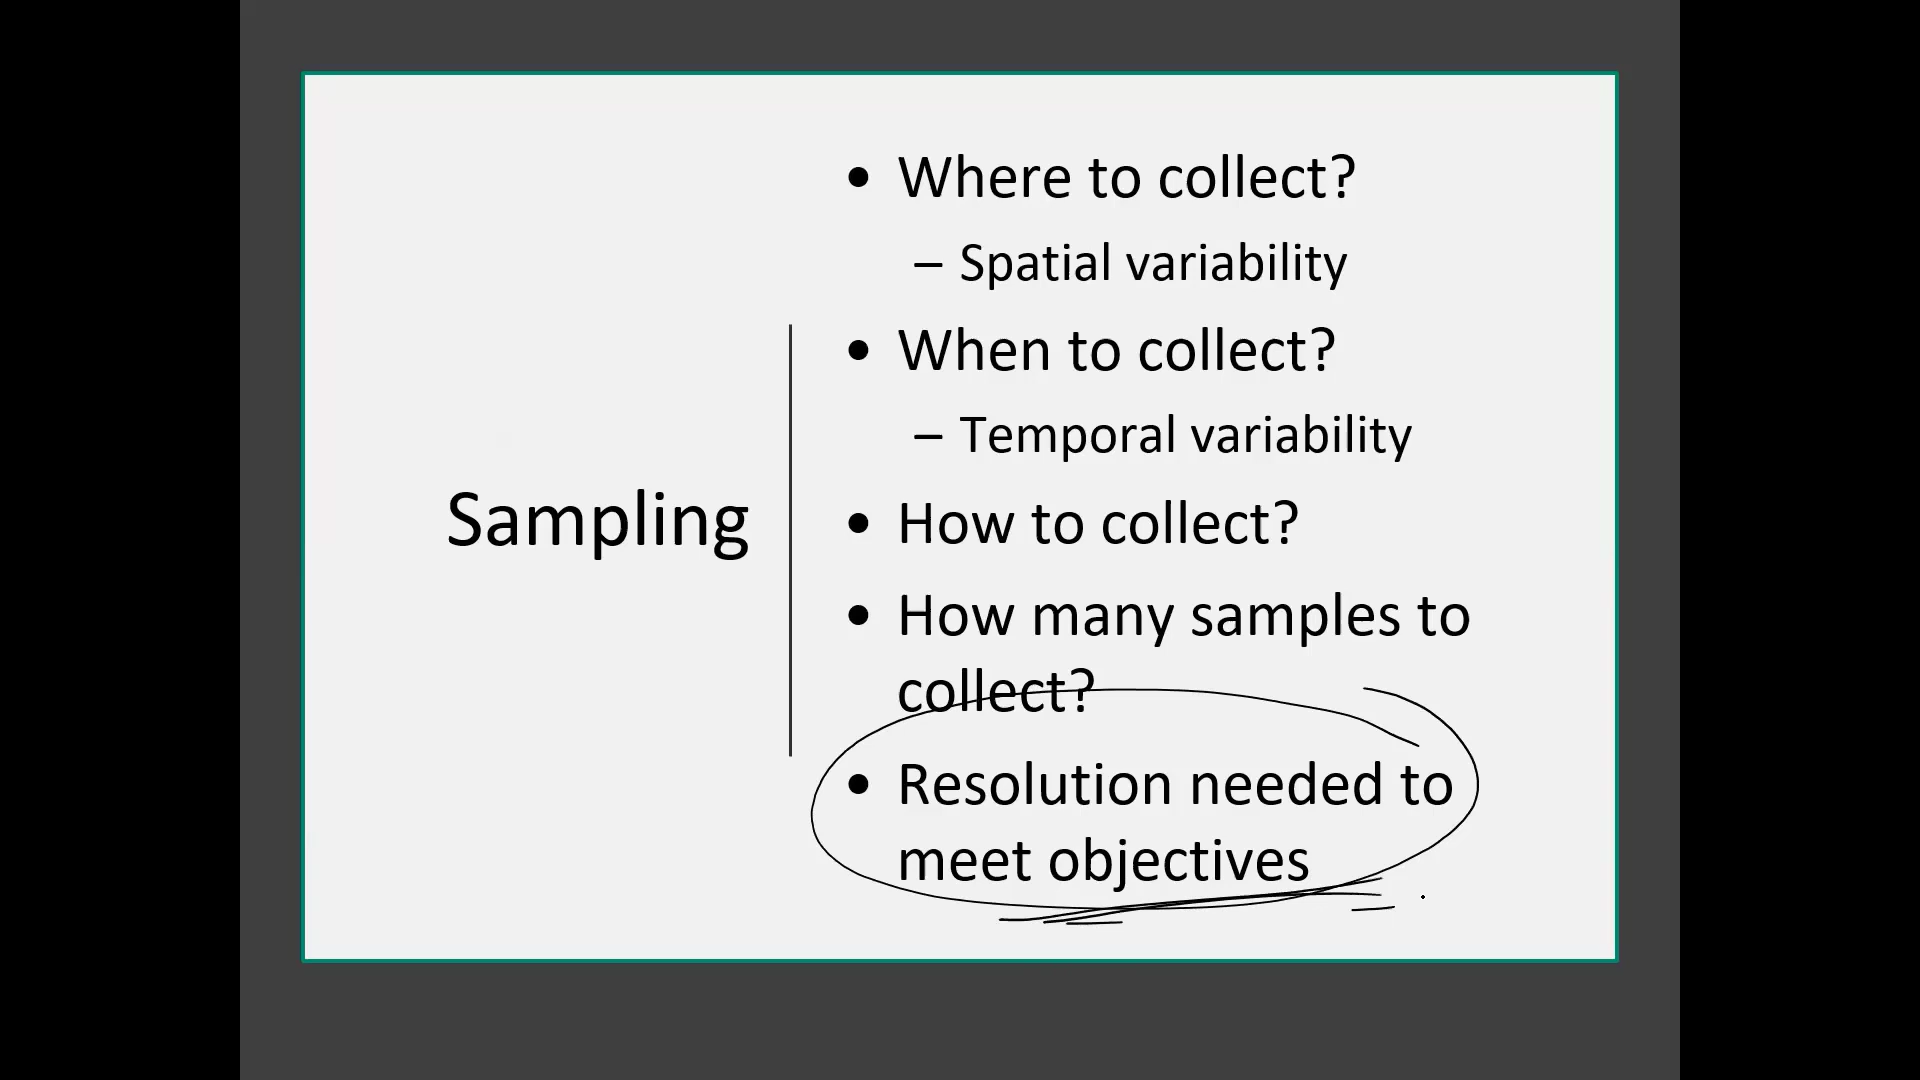 Sampling
• Where to collect?
– Spatial variability
• When to collect?
– Temporal variability
• How to collect?
• How many samples to
collect?
• Resolution needed to
meet objectives